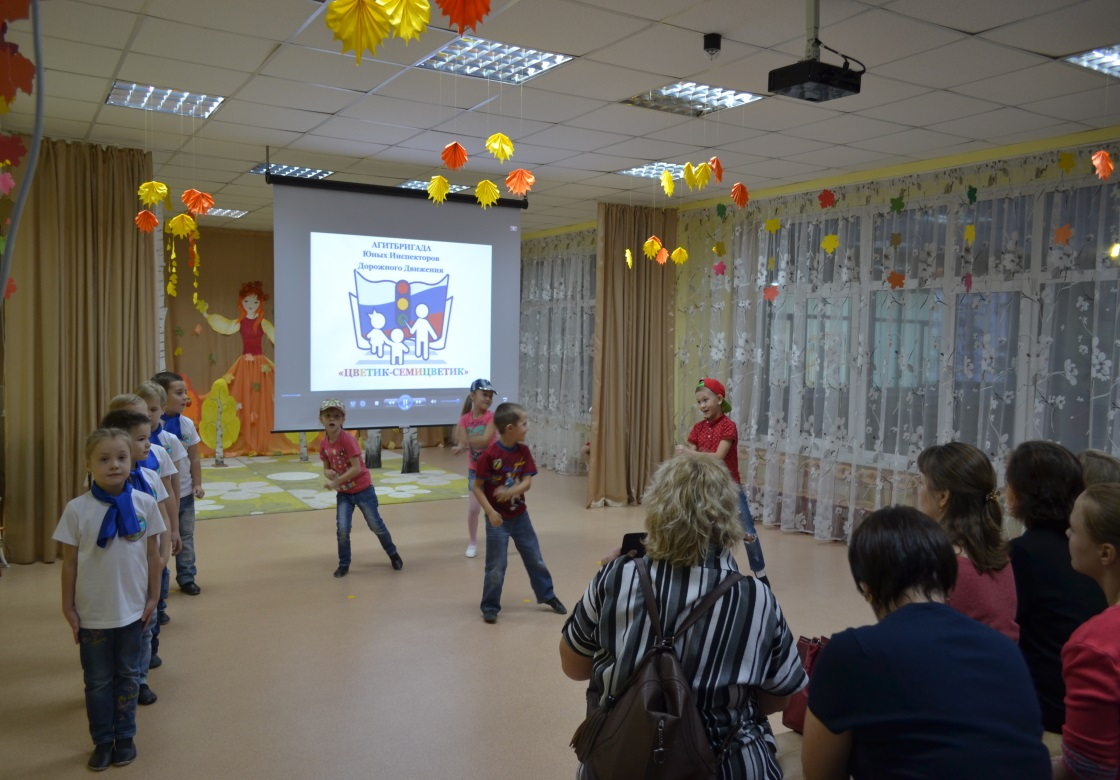 АГИТБРИГАДА
Юных Инспекторов
Дорожного Движения
«ЦВЕТИК-СЕМИЦВЕТИК»